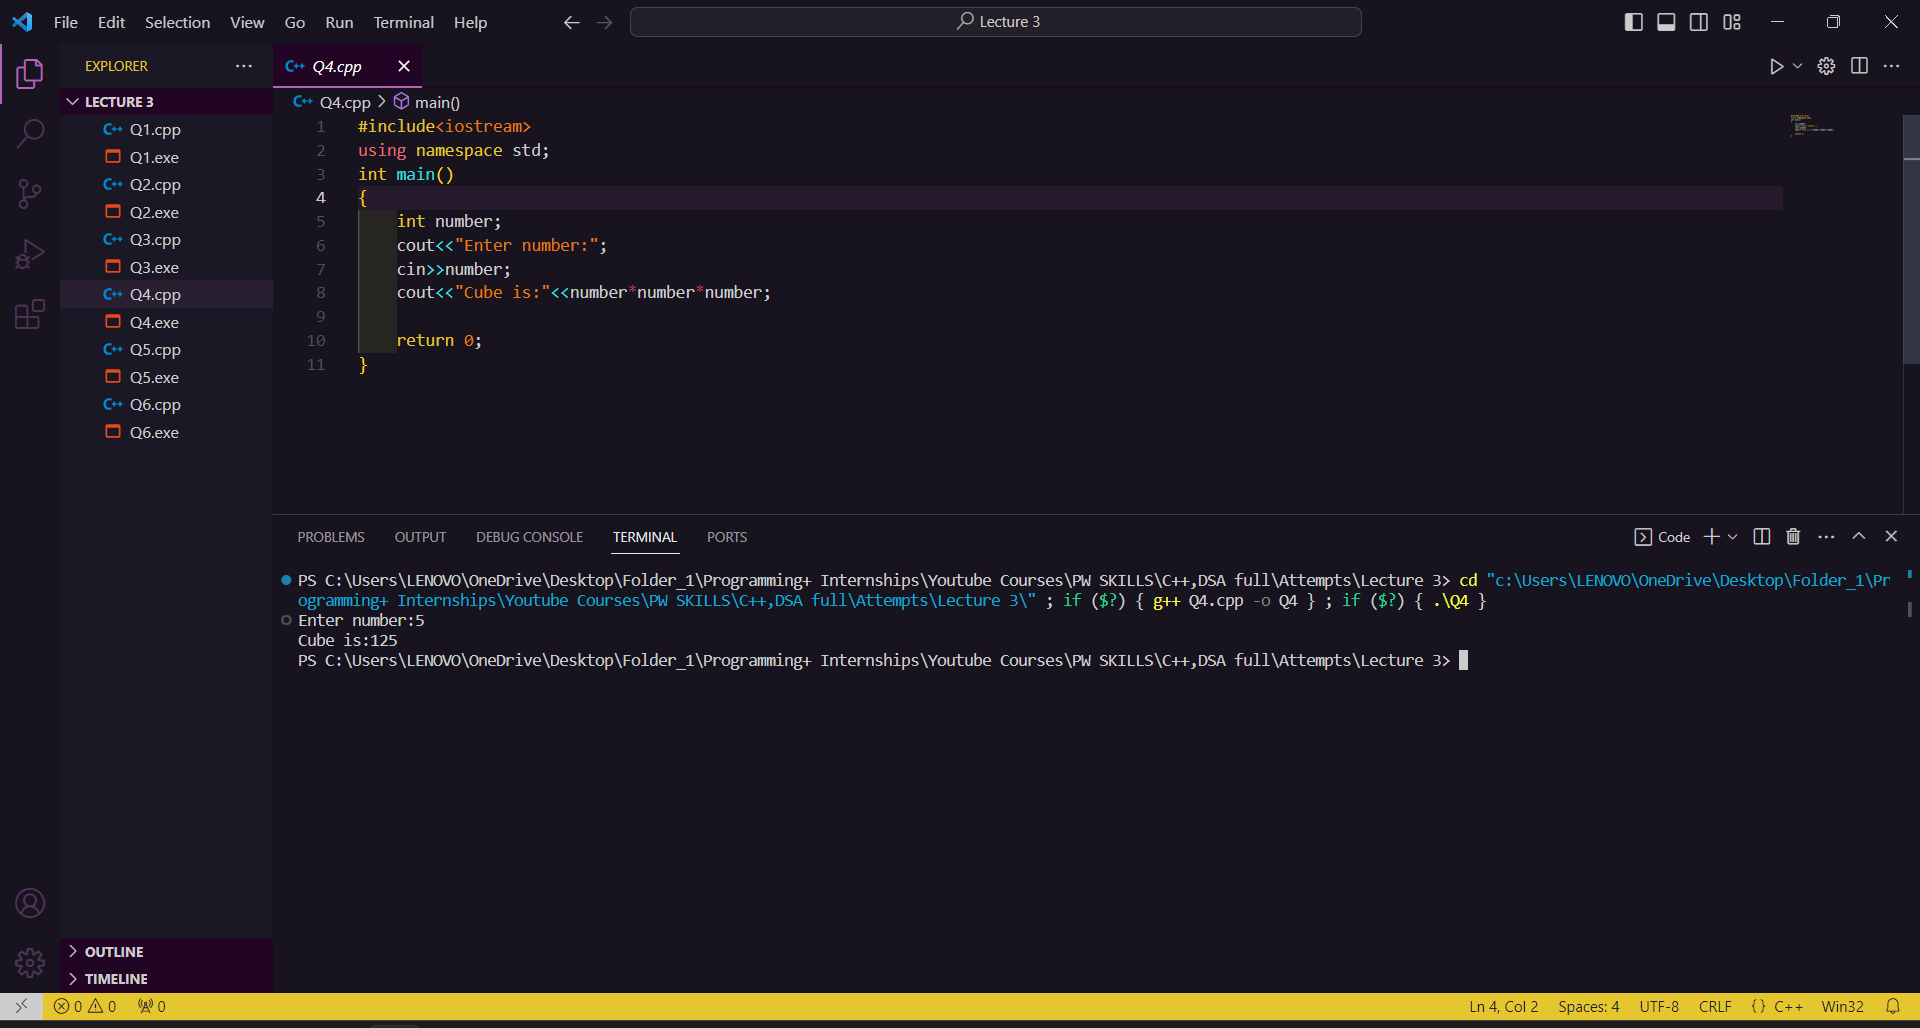 File Edit Selection View Go Run Terminal Help
Lecture 3
EXPLORER
Q4.cpp
LECTURE 3
Q1.cpp
Q1.exe
Q2.cpp
Q2.exe
Q3.cpp
Q3.exe
Q4.cpp
Q4.exe
Q5.cpp
Q5.exe
Q6.cpp
Q6.exe
OUTLINE
TIMELINE
Q4.cpp > main()
1 #include<iostream>
2 using namespace std;
3 int main()
4 {
5 int number;
6 cout<<"Enter number:";
7 cin>>number;
8 cout<<"Cube is:"<<number*number*number;
9
10 return 0;
11 }
PROBLEMS OUTPUT DEBUG CONSOLE TERMINAL PORTS
Code
PS C:\Users\LENOVO\OneDrive\Desktop\Folder_1\Programming+ Internships\Youtube Courses\PW SKILLS\C++,DSA full\Attempts\Lecture 3> cd "c:\Users\LENOVO\OneDrive\Desktop\Folder_1\Pr
ogramming+ Internships\Youtube Courses\PW SKILLS\C++,DSA full\Attempts\Lecture 3\" ; if ($?) { g++ Q4.cpp -o Q4 } ; if ($?) { .\Q4 }
Enter number:5
Cube is:125
PS C:\Users\LENOVO\OneDrive\Desktop\Folder_1\Programming+ Internships\Youtube Courses\PW SKILLS\C++,DSA full\Attempts\Lecture 3>
0 0 0
Ln 4, Col 2 Spaces: 4 UTF-8 CRLF {} C++ Win32